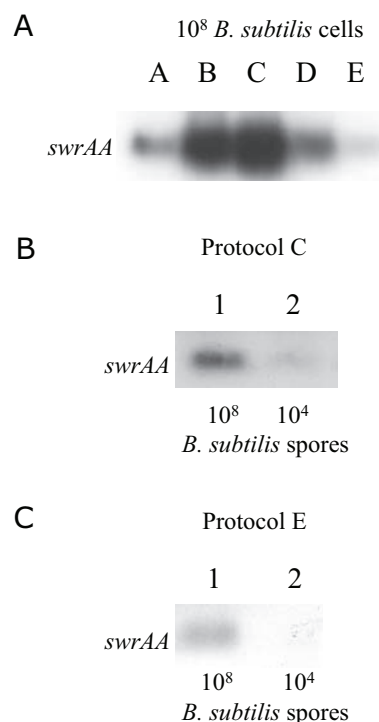 A
10⁸ B. subtilis cells
A B C D E
swrAA
B
Protocol C
1 2
swrAA
10⁸ 10⁴
B. subtilis spores
C
Protocol E
1 2
swrAA
10⁸ 10⁴
B. subtilis spores